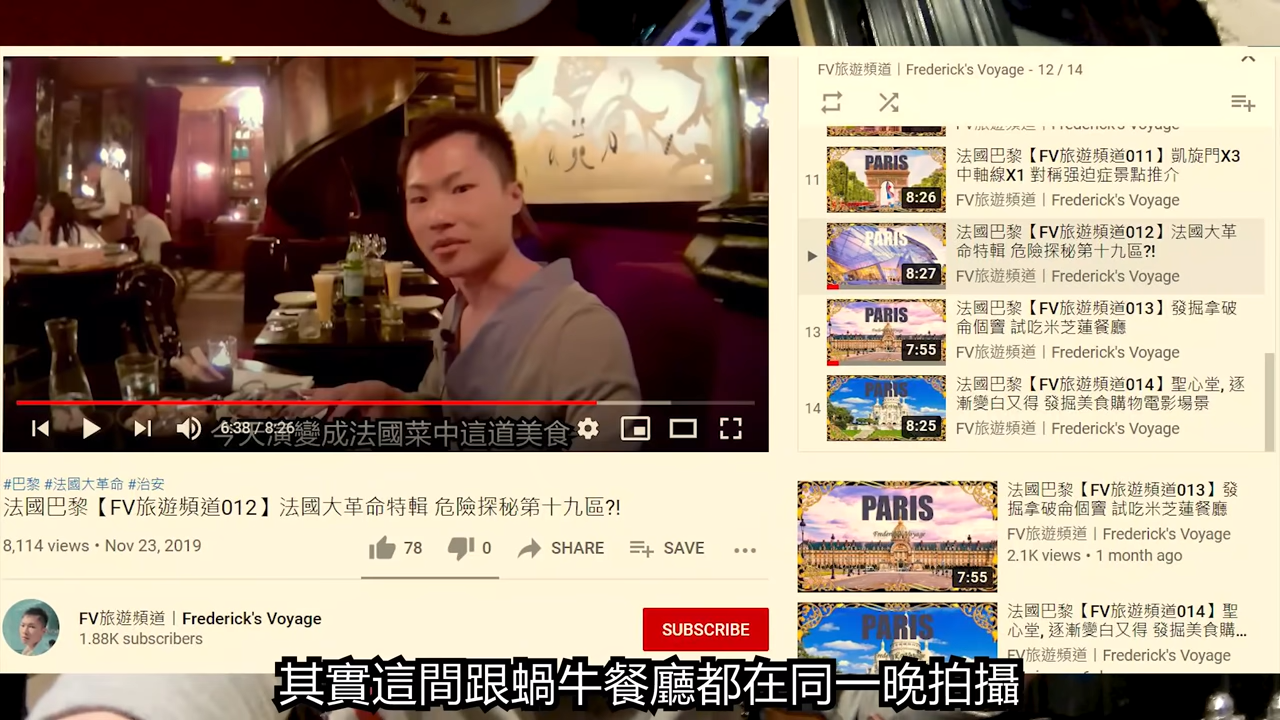 FV旅遊頻道｜Frederick's Voyage - 12 / 14
FV旅遊頻道｜Frederick's Voyage
11
PARIS
8:26
法國巴黎【FV旅遊頻道011】凱旋門X3
中軸線X1 對稱强迫症景點推介
FV旅遊頻道｜Frederick's Voyage
PARIS
8:27
法國巴黎【FV旅遊頻道012】法國大革
命特輯 危險探秘第十九區?!
FV旅遊頻道｜Frederick's Voyage
13
PARIS
Frederick's Voyage
7:55
法國巴黎【FV旅遊頻道013】發掘拿破
侖個竇 試吃米芝蓮餐廳
FV旅遊頻道｜Frederick's Voyage
14
PARIS
8:25
法國巴黎【FV旅遊頻道014】聖心堂, 逐
漸變白又得 發掘美食購物電影場景
FV旅遊頻道｜Frederick's Voyage
今天演變成法國菜中這道美食
6:38 / 8:26
#巴黎 #法國大革命 #治安
法國巴黎【FV旅遊頻道012】法國大革命特輯 危險探秘第十九區?!
8,114 views • Nov 23, 2019
78
0
SHARE
SAVE
FV旅遊頻道｜Frederick's Voyage
1.88K subscribers
SUBSCRIBE
PARIS
Frederick's Voyage
7:55
法國巴黎【FV旅遊頻道013】發
掘拿破侖個竇 試吃米芝蓮餐廳
FV旅遊頻道｜Frederick's Voyage
2.1K views • 1 month ago
PARIS
法國巴黎【FV旅遊頻道014】聖
心堂, 逐漸變白又得 發掘美食購...
FV旅遊頻道｜Frederick's Voyage
其實這間跟蝸牛餐廳都在同一晚拍攝